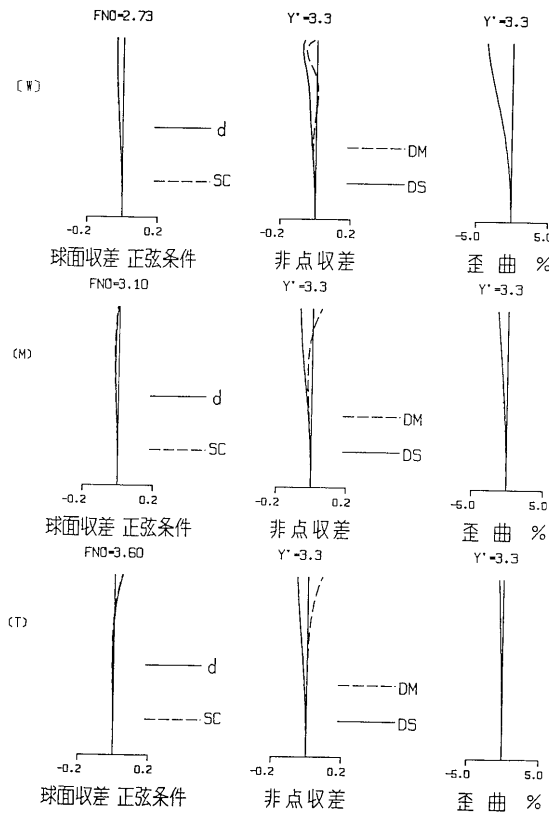 FNO=2.73 Y'=3.3 Y'=3.3
(W)
d DM
SC DS
-0.2 0.2 -0.2 0.2 -5.0 5.0
球面収差 正弦条件 非点収差 歪曲 %
FNO=3.10 Y'=3.3 Y'=3.3
(M)
d DM
SC DS
-0.2 0.2 -0.2 0.2 -5.0 5.0
球面収差 正弦条件 非点収差 歪曲 %
FNO=3.60 Y'=3.3 Y'=3.3
(T)
d DM
SC DS
-0.2 0.2 -0.2 0.2 -5.0 5.0
球面収差 正弦条件 非点収差 歪曲 %